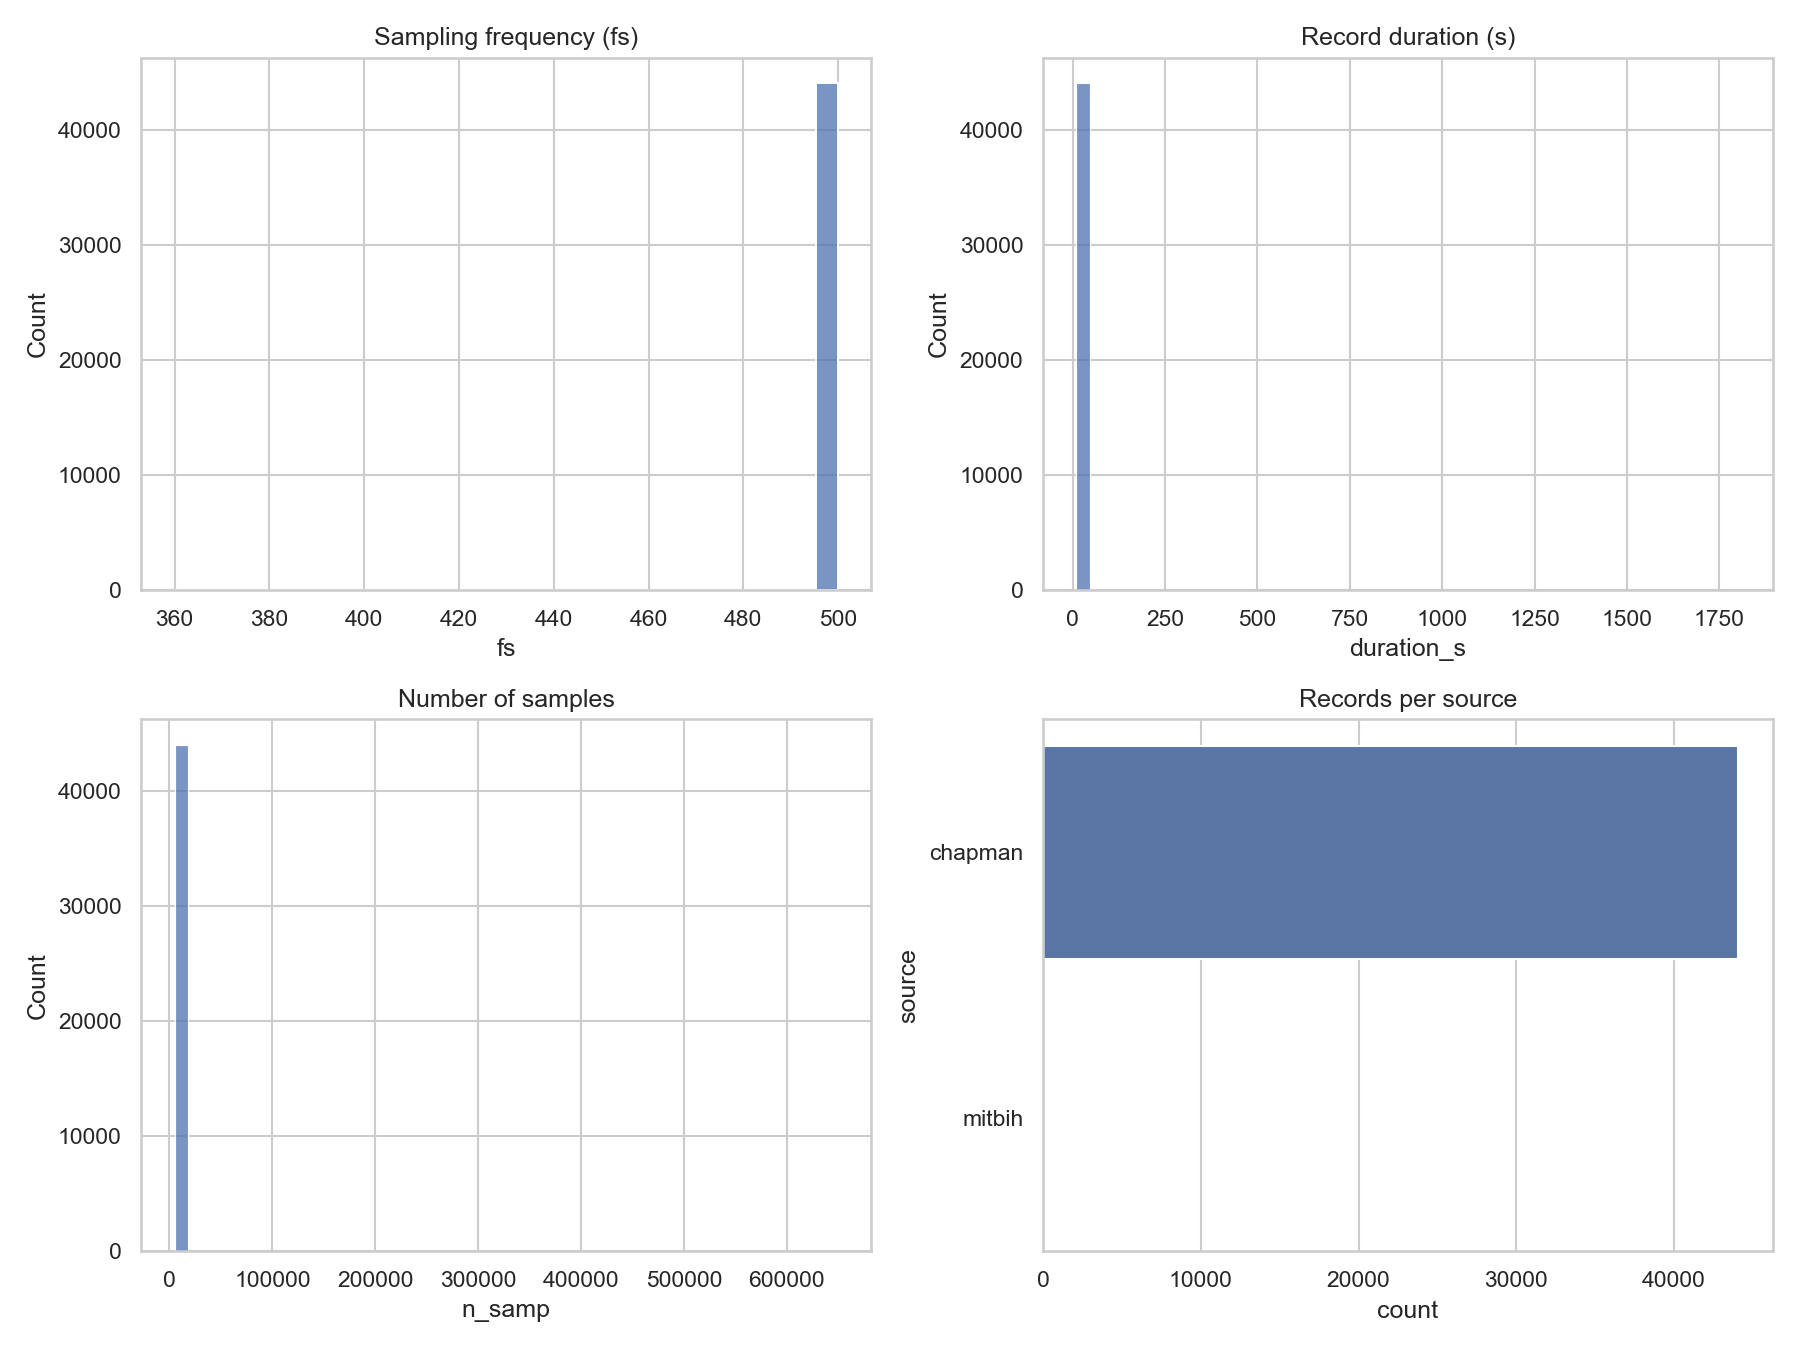 Sampling frequency (fs)
Count
40000
30000
20000
10000
0
360 380 400 420 440 460 480 500
fs
Record duration (s)
Count
40000
30000
20000
10000
0
0 250 500 750 1000 1250 1500 1750
duration_s
Number of samples
Count
40000
30000
20000
10000
0
0 100000 200000 300000 400000 500000 600000
n_samp
Records per source
source
chapman
mitbih
0 10000 20000 30000 40000
count